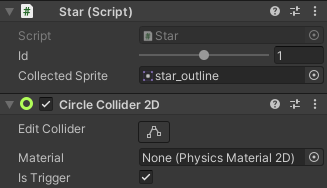 Star (Script)
Script Star
Id 1
Collected Sprite star_outline
Circle Collider 2D
Edit Collider
Material None (Physics Material 2D)
Is Trigger